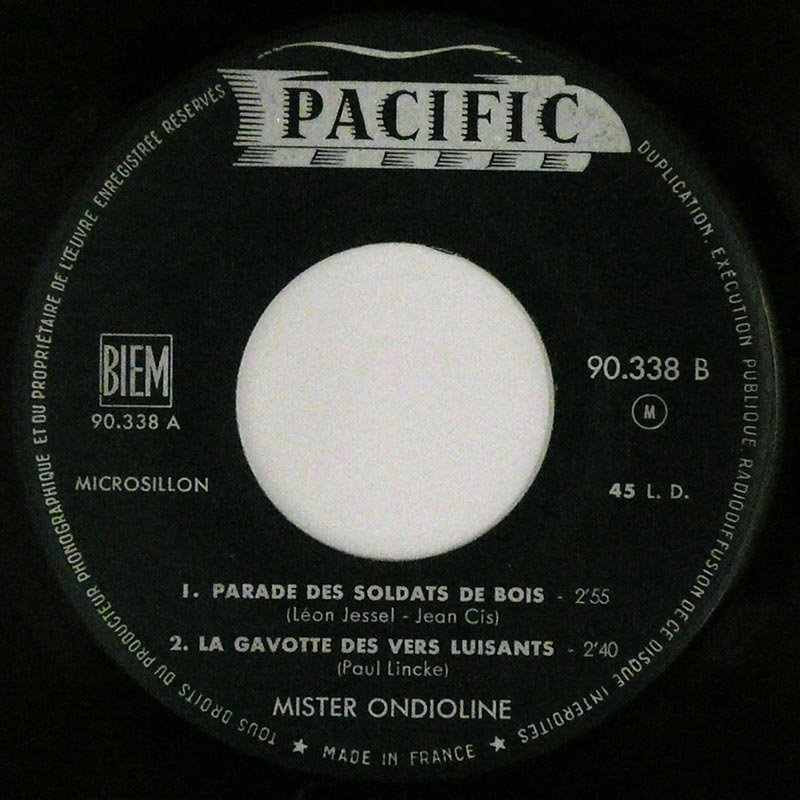 PACIFIC
TOUS DROITS DU PRODUCTEUR PHONOGRAPHIQUE ET DU PROPRIÉTAIRE DE L'ŒUVRE ENREGISTRÉE RÉSERVÉS
DUPLICATION, EXÉCUTION PUBLIQUE, RADIODIFFUSION DE CE DISQUE INTERDITES
BIEM
90.338 A
MICROSILLON
90.338 B
M
45 L. D.
1. PARADE DES SOLDATS DE BOIS - 2'55
(Léon Jessel - Jean Cis)
2. LA GAVOTTE DES VERS LUISANTS - 2'40
(Paul Lincke)
MISTER ONDIOLINE
★ MADE IN FRANCE ★